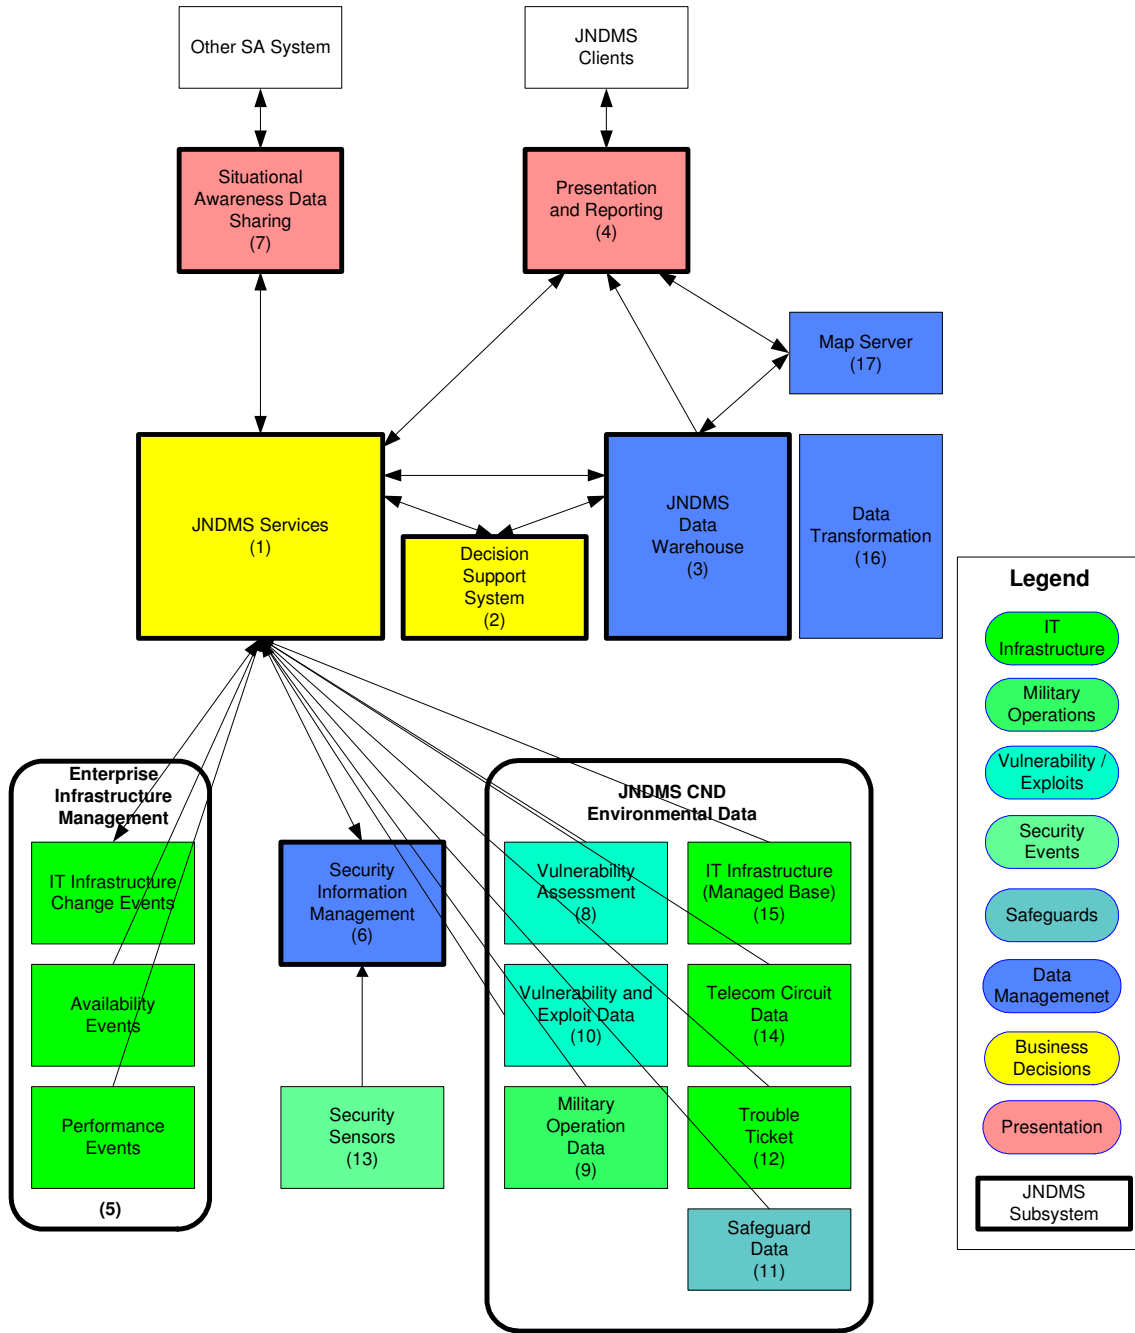 Other SA System
JNDMS
Clients
Situational
Awareness Data
Sharing
(7)
Presentation
and Reporting
(4)
Map Server
(17)
JNDMS Services
(1)
Decision
Support
System
(2)
JNDMS
Data
Warehouse
(3)
Data
Transformation
(16)
Legend
IT
Infrastructure
Military
Operations
Vulnerability /
Exploits
Security
Events
Safeguards
Data
Managemenet
Business
Decisions
Presentation
JNDMS
Subsystem
Enterprise
Infrastructure
Management
IT Infrastructure
Change Events
Availability
Events
Performance
Events
(5)
Security
Information
Management
(6)
Security
Sensors
(13)
JNDMS CND
Environmental Data
Vulnerability
Assessment
(8)
IT Infrastructure
(Managed Base)
(15)
Vulnerability and
Exploit Data
(10)
Telecom Circuit
Data
(14)
Military
Operation
Data
(9)
Trouble
Ticket
(12)
Safeguard
Data
(11)